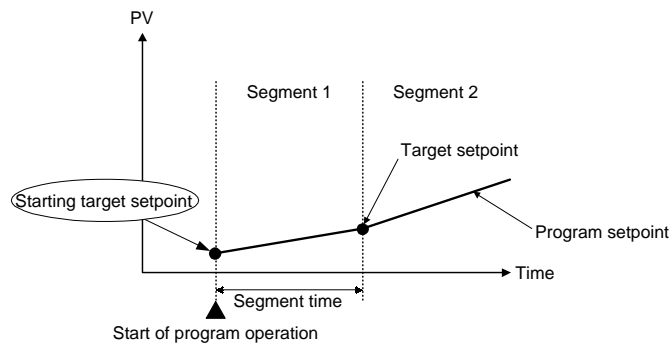 PV
Segment 1
Segment 2
Target setpoint
Starting target setpoint
Program setpoint
Time
Segment time
Start of program operation